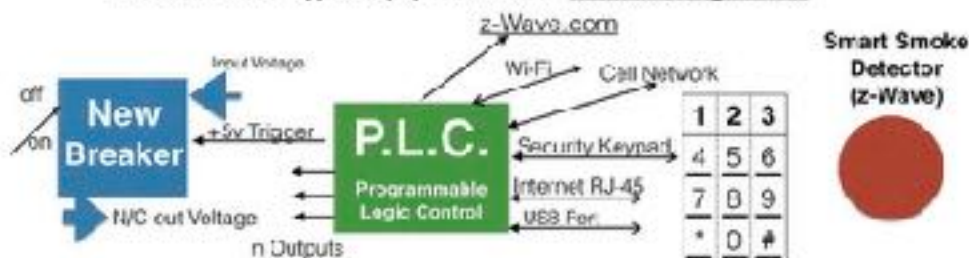 z-Wave.com
Smart Smoke
Detector
(z-Wave)
Input Voltage
Wi-Fi
Cell Network
off
on
New
Breaker
+5v Trigger
P.L.C.
Programmable
Logic Control
Security Keypad
Internet RJ-45
USB Port
N/C out Voltage
n Outputs
1 2 3
4 5 6
7 8 9
* 0 #